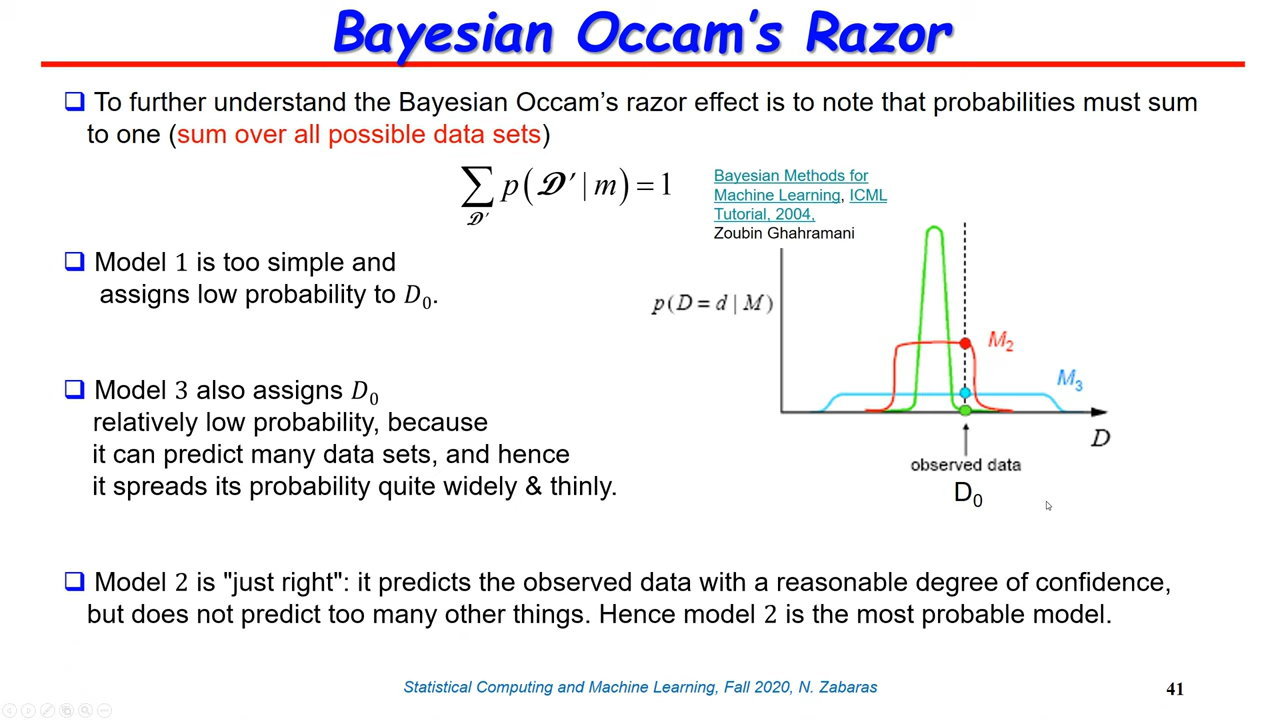 Bayesian Occam's Razor
❑ To further understand the Bayesian Occam's razor effect is to note that probabilities must sum
to one (sum over all possible data sets)
∑_{𝓓'} p(𝓓' | m) = 1
Bayesian Methods for
Machine Learning, ICML
Tutorial, 2004,
Zoubin Ghahramani
❑ Model 1 is too simple and
assigns low probability to D₀.
❑ Model 3 also assigns D₀
relatively low probability, because
it can predict many data sets, and hence
it spreads its probability quite widely & thinly.
p(D = d | M)
M₂
M₃
D
observed data
D₀
❑ Model 2 is "just right": it predicts the observed data with a reasonable degree of confidence,
but does not predict too many other things. Hence model 2 is the most probable model.
Statistical Computing and Machine Learning, Fall 2020, N. Zabaras
41